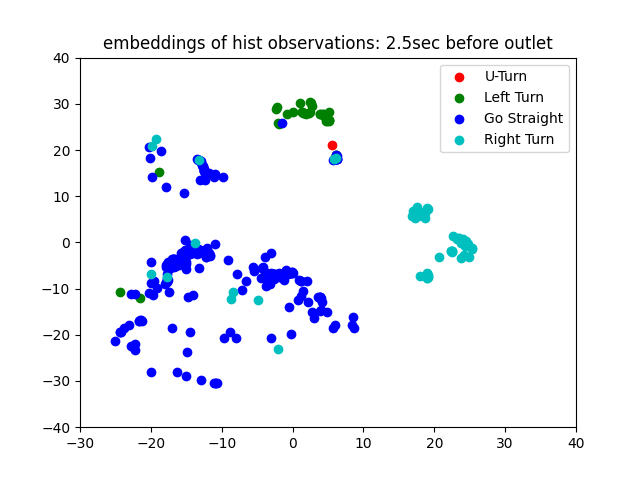 embeddings of hist observations: 2.5sec before outlet
U-Turn
Left Turn
Go Straight
Right Turn
40
30
20
10
0
−10
−20
−30
−40
−30 −20 −10 0 10 20 30 40